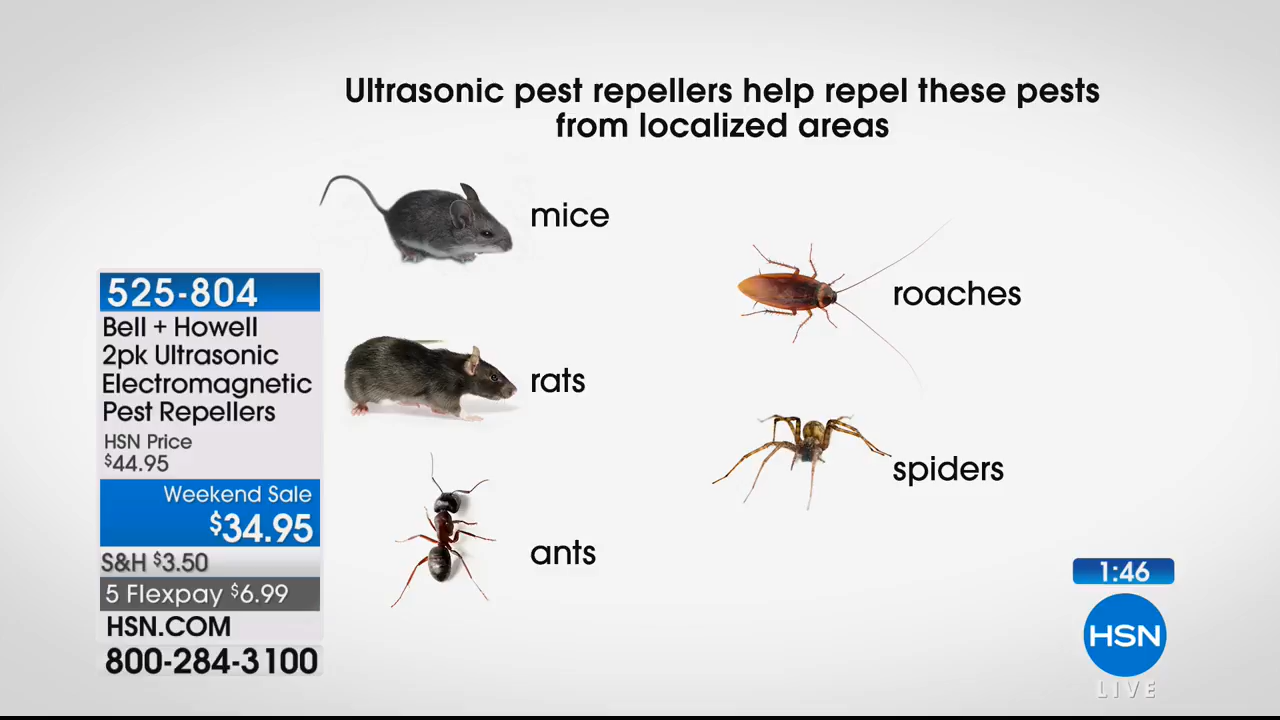 Ultrasonic pest repellers help repel these pests
from localized areas
mice
roaches
rats
spiders
ants
525-804
Bell + Howell
2pk Ultrasonic
Electromagnetic
Pest Repellers
HSN Price
$44.95
Weekend Sale
$34.95
S&H $3.50
5 Flexpay $6.99
HSN.COM
800-284-3100
1:46
HSN
LIVE